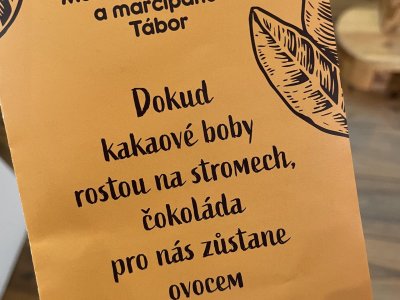 a marcipánu
Tábor
Dokud
kakaové boby
rostou na stromech,
čokoláda
pro nás zůstane
ovocem